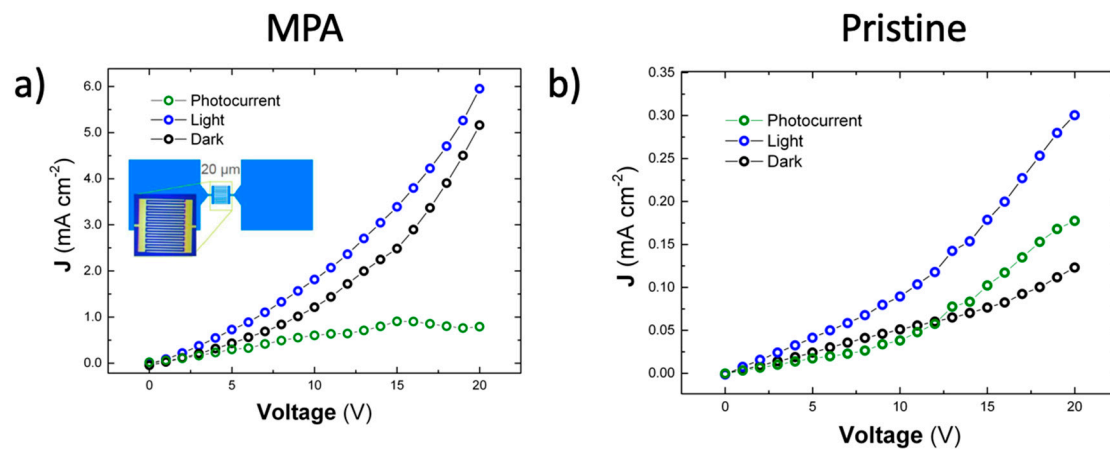 MPA
Pristine
a)
6.0
5.0
4.0
3.0
2.0
1.0
0.0
J (mA cm-2)
Photocurrent
Light
Dark
20 μm
0
5
10
15
20
Voltage (V)
b)
0.35
0.30
0.25
0.20
0.15
0.10
0.05
0.00
J (mA cm-2)
Photocurrent
Light
Dark
0
5
10
15
20
Voltage (V)